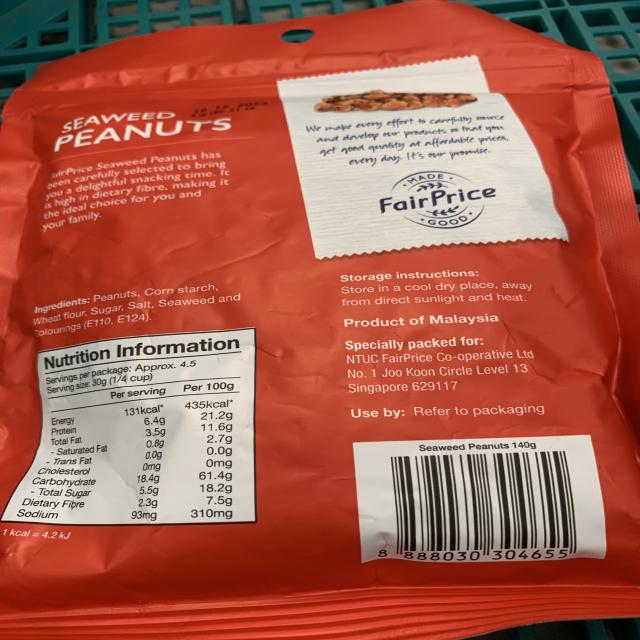 SEAWEED
PEANUTS
FairPrice Seaweed Peanuts has
been carefully selected to bring
you a delightful snacking time. It
is high in dietary fibre, making it
the ideal choice for you and
your family.
We make every effort to carefully source
and develop our products so that you
get good quality at affordable prices,
every day. It's our promise.
MADE
FairPrice
GOOD
Ingredients: Peanuts, Corn starch,
Wheat flour, Sugar, Salt, Seaweed and
Colourings (E110, E124).
Nutrition Information
Servings per package: Approx. 4.5
Serving size: 30g (1/4 cup)
Per serving Per 100g
Energy 131kcal* 435kcal*
Protein 6.4g 21.2g
Total Fat 3.5g 11.6g
- Saturated Fat 0.8g 2.7g
- Trans Fat 0.0g 0.0g
Cholesterol 0mg 0mg
Carbohydrate 18.4g 61.4g
- Total Sugar 5.5g 18.2g
Dietary Fibre 2.3g 7.5g
Sodium 93mg 310mg
1 kcal = 4.2 kJ
Storage instructions:
Store in a cool dry place, away
from direct sunlight and heat.
Product of Malaysia
Specially packed for:
NTUC FairPrice Co-operative Ltd
No. 1 Joo Koon Circle Level 13
Singapore 629117
Use by: Refer to packaging
Seaweed Peanuts 140g
8 888030 304655